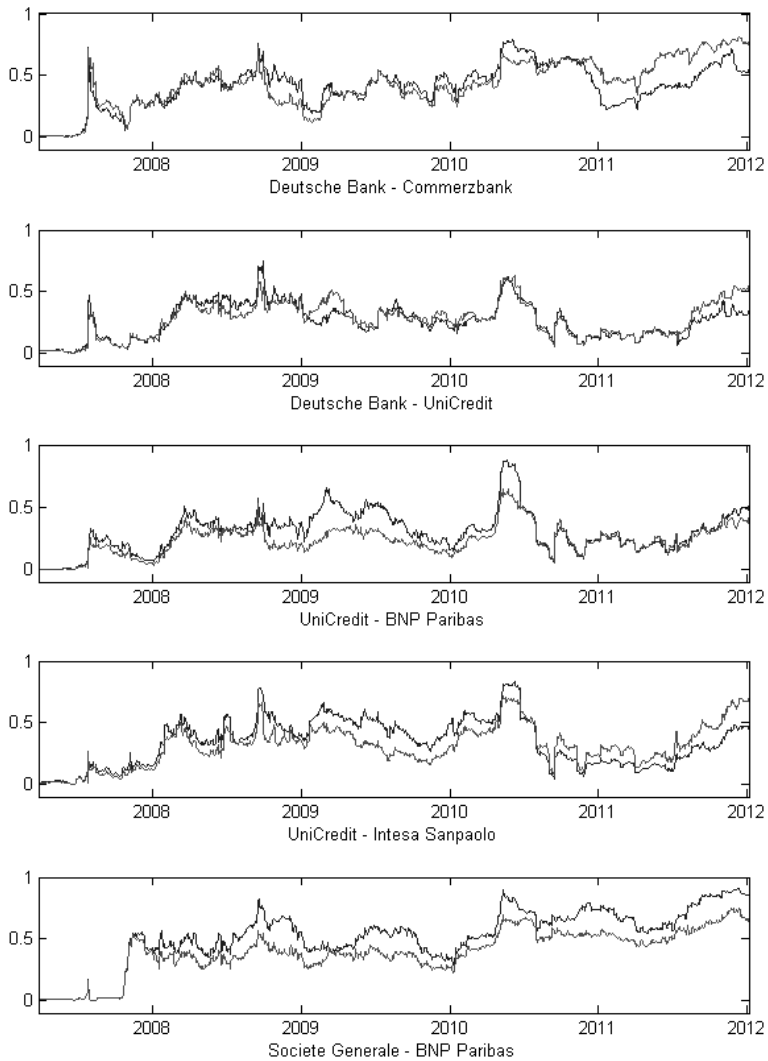 1
0.5
0
2008 2009 2010 2011 2012
Deutsche Bank - Commerzbank
1
0.5
0
2008 2009 2010 2011 2012
Deutsche Bank - UniCredit
1
0.5
0
2008 2009 2010 2011 2012
UniCredit - BNP Paribas
1
0.5
0
2008 2009 2010 2011 2012
UniCredit - Intesa Sanpaolo
1
0.5
0
2008 2009 2010 2011 2012
Societe Generale - BNP Paribas